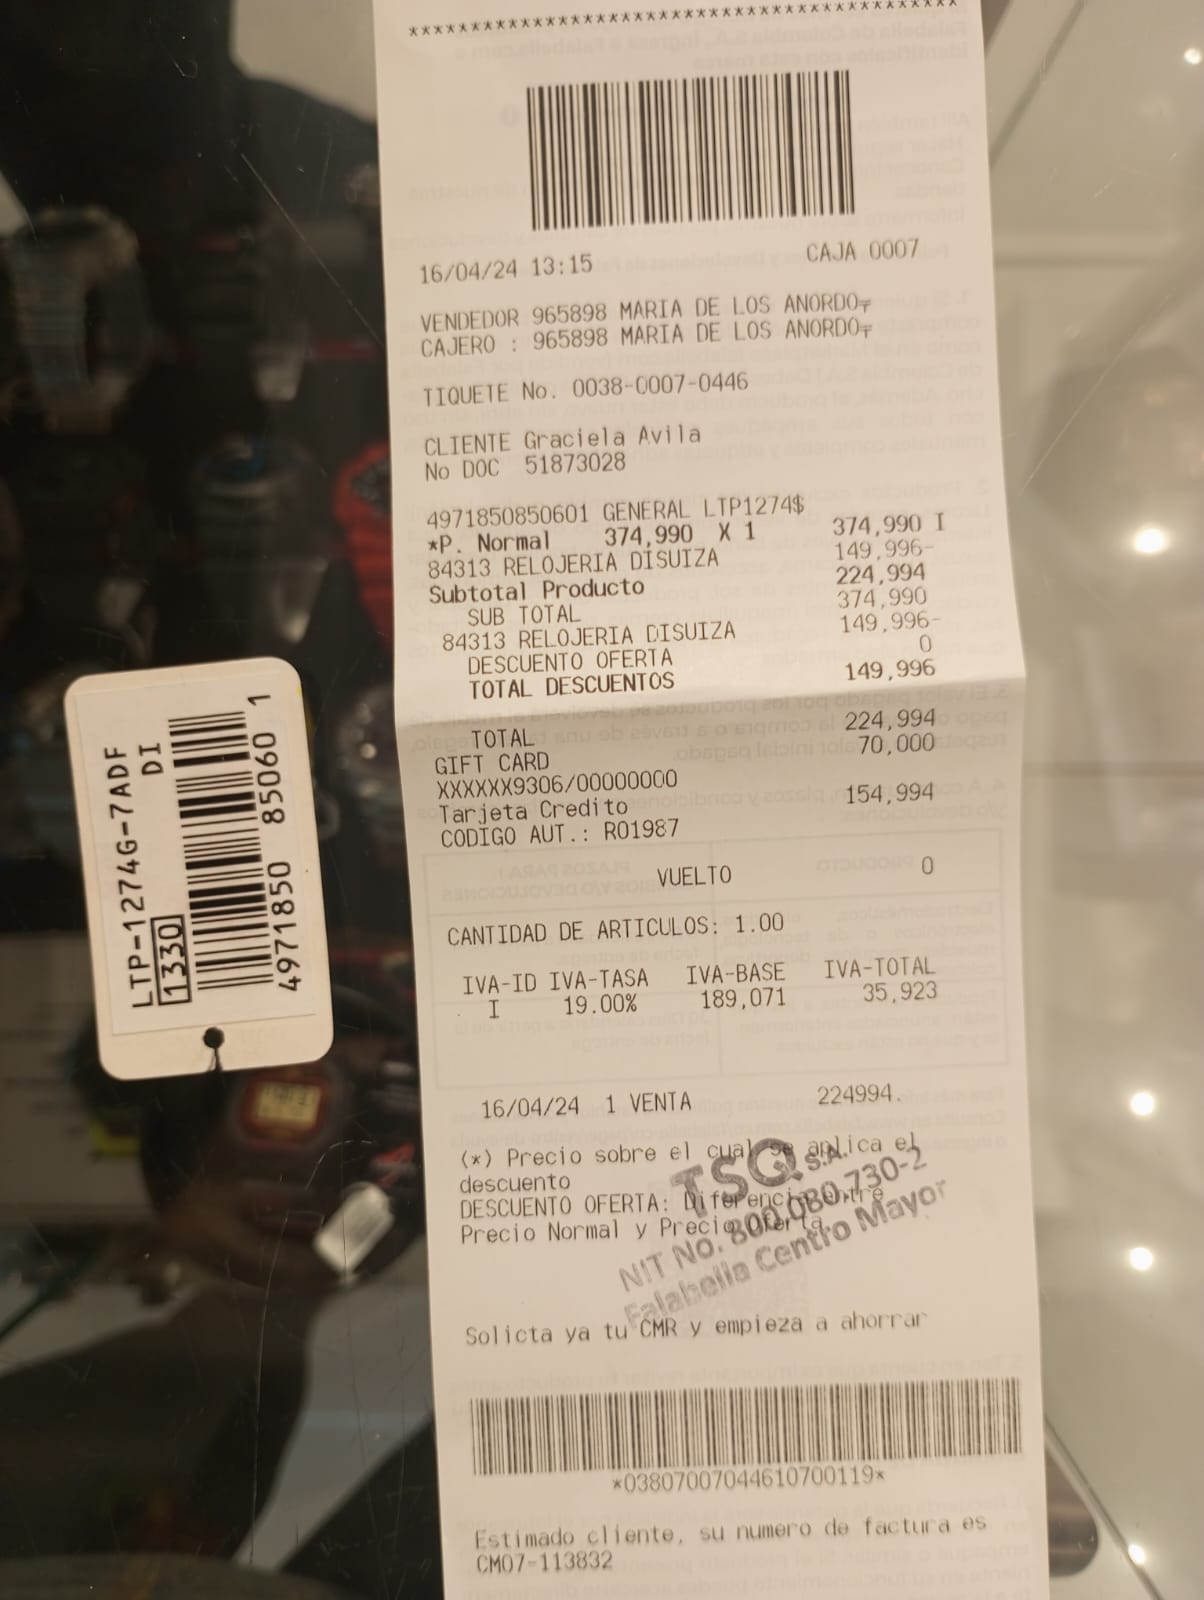 ****************************************
16/04/24 13:15 CAJA 0007
VENDEDOR 965898 MARIA DE LOS ANORDO
CAJERO : 965898 MARIA DE LOS ANORDO
TIQUETE No. 0038-0007-0446
CLIENTE Graciela Avila
No DOC 51873028
4971850850601 GENERAL LTP1274$
*P. Normal 374,990 X 1 374,990 I
84313 RELOJERIA DISUIZA 149,996-
Subtotal Producto 224,994
SUB TOTAL 374,990
84313 RELOJERIA DISUIZA 149,996-
DESCUENTO OFERTA 0
TOTAL DESCUENTOS 149,996
TOTAL 224,994
GIFT CARD 70,000
XXXXXX9306/00000000
Tarjeta Credito 154,994
CODIGO AUT.: R01987
VUELTO 0
CANTIDAD DE ARTICULOS: 1.00
IVA-ID IVA-TASA IVA-BASE IVA-TOTAL
I 19.00% 189,071 35,923
16/04/24 1 VENTA 224994.
(*) Precio sobre el cual se aplica el
descuento
DESCUENTO OFERTA: Diferencia entre
Precio Normal y Precio Oferta
TSQ S.A.
NIT No. 800.080.730-2
Falabella Centro Mayor
Solicta ya tu CMR y empieza a ahorrar
*03807007044610700119*
Estimado cliente, su numero de factura es
CM07-113832
LTP-1274G-7ADF
1330 DI
4971850 85060 1